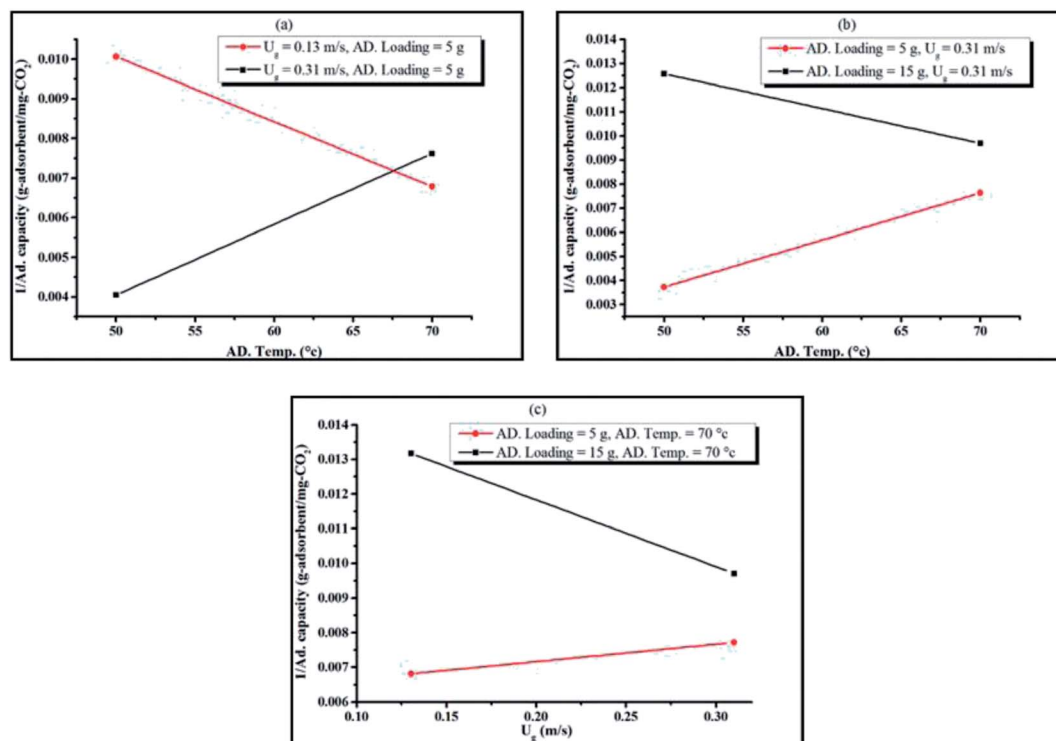 (a)
U_g = 0.13 m/s, AD. Loading = 5 g
U_g = 0.31 m/s, AD. Loading = 5 g
1/Ad. capacity (g-adsorbent/mg-CO₂)
0.010
0.009
0.008
0.007
0.006
0.005
0.004
50 55 60 65 70
AD. Temp. (°c)
(b)
AD. Loading = 5 g, U_g = 0.31 m/s
AD. Loading = 15 g, U_g = 0.31 m/s
1/Ad. capacity (g-adsorbent/mg-CO₂)
0.014
0.013
0.012
0.011
0.010
0.009
0.008
0.007
0.006
0.005
0.004
0.003
50 55 60 65 70
AD. Temp. (°c)
(c)
AD. Loading = 5 g, AD. Temp. = 70 °c
AD. Loading = 15 g, AD. Temp. = 70 °c
1/Ad. capacity (g-adsorbent/mg-CO₂)
0.014
0.013
0.012
0.011
0.010
0.009
0.008
0.007
0.006
0.10 0.15 0.20 0.25 0.30
U_g (m/s)